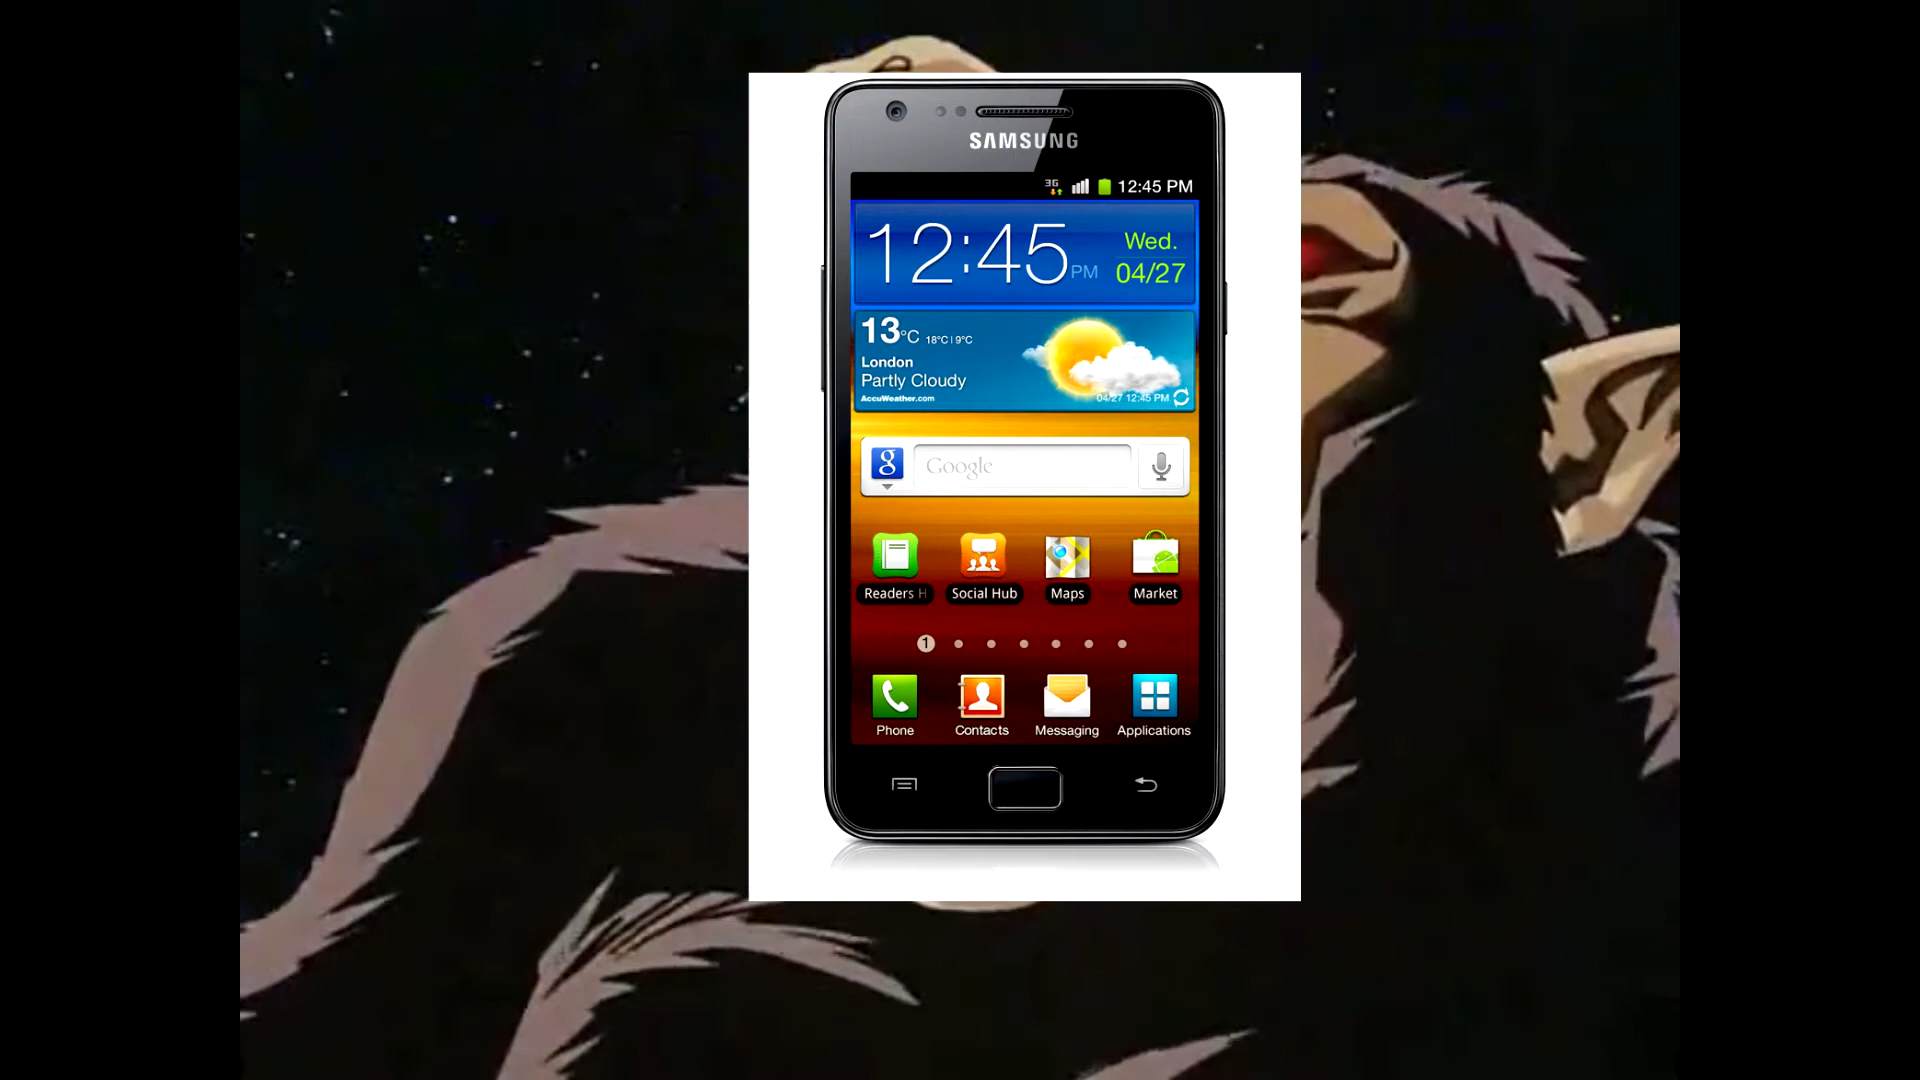 SAMSUNG
3G 12:45 PM
12:45 PM
Wed.
04/27
13°C 18°C | 9°C
London
Partly Cloudy
AccuWeather.com
04/27 12:45 PM
g Google
Readers H
Social Hub
Maps
Market
1
Phone
Contacts
Messaging
Applications